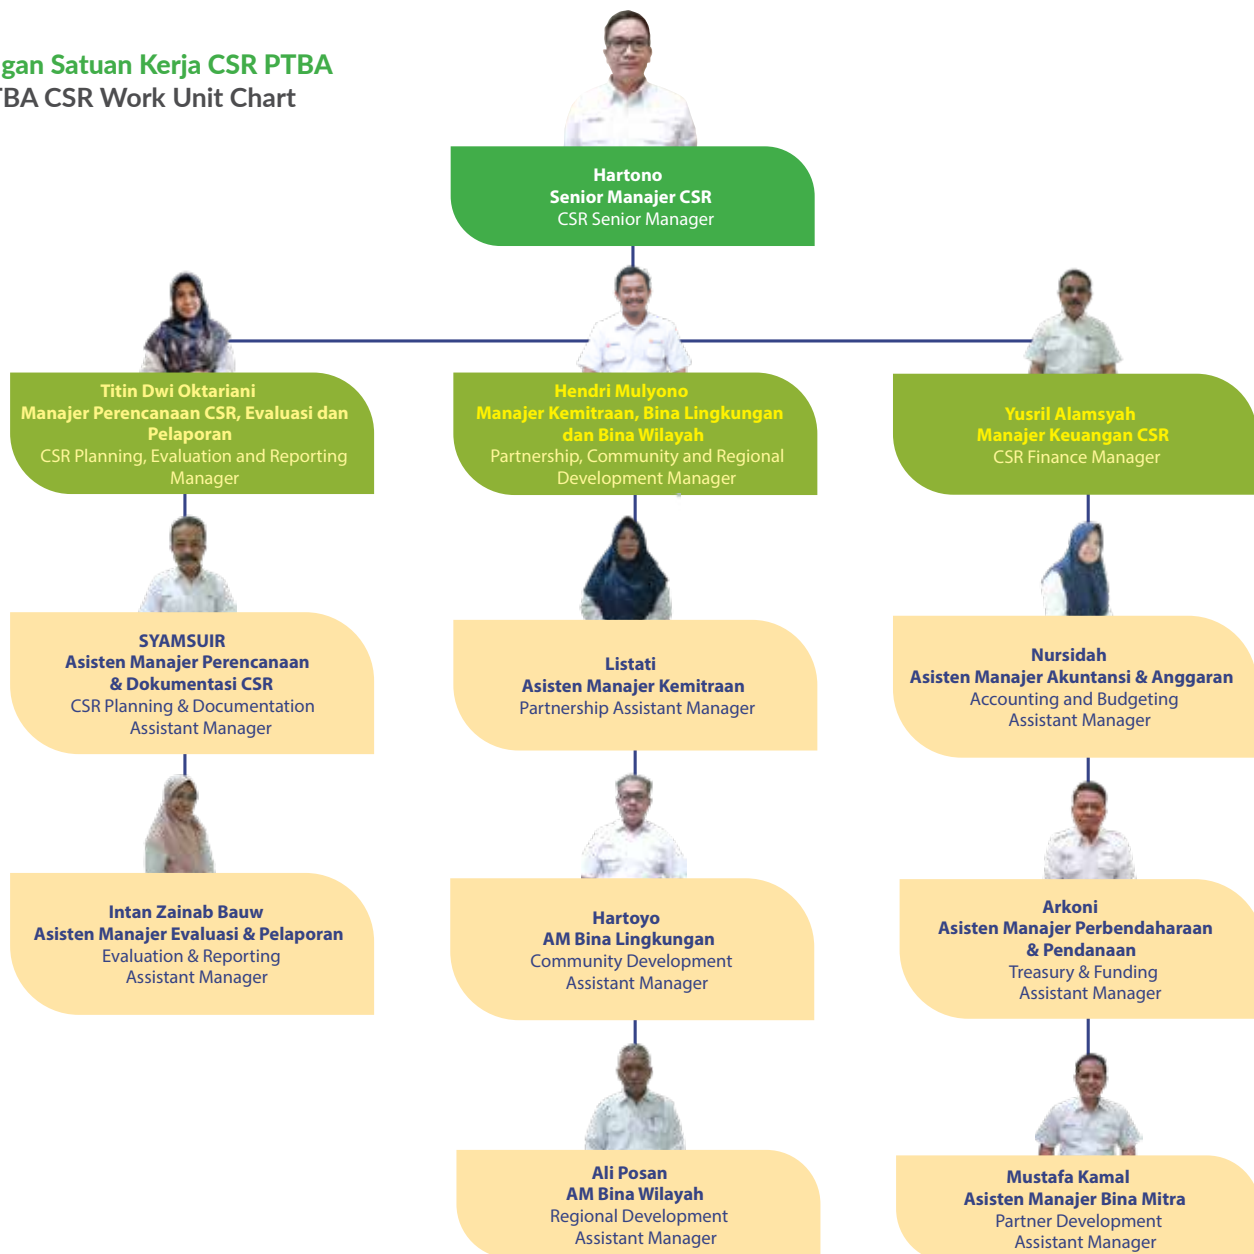 gan Satuan Kerja CSR PTBA
TBA CSR Work Unit Chart
Hartono
Senior Manajer CSR
CSR Senior Manager
Titin Dwi Oktariani
Manajer Perencanaan CSR, Evaluasi dan
Pelaporan
CSR Planning, Evaluation and Reporting
Manager
Hendri Mulyono
Manajer Kemitraan, Bina Lingkungan
dan Bina Wilayah
Partnership, Community and Regional
Development Manager
Yusril Alamsyah
Manajer Keuangan CSR
CSR Finance Manager
SYAMSUIR
Asisten Manajer Perencanaan
& Dokumentasi CSR
CSR Planning & Documentation
Assistant Manager
Listati
Asisten Manajer Kemitraan
Partnership Assistant Manager
Nursidah
Asisten Manajer Akuntansi & Anggaran
Accounting and Budgeting
Assistant Manager
Intan Zainab Bauw
Asisten Manajer Evaluasi & Pelaporan
Evaluation & Reporting
Assistant Manager
Hartoyo
AM Bina Lingkungan
Community Development
Assistant Manager
Arkoni
Asisten Manajer Perbendaharaan
& Pendanaan
Treasury & Funding
Assistant Manager
Ali Posan
AM Bina Wilayah
Regional Development
Assistant Manager
Mustafa Kamal
Asisten Manajer Bina Mitra
Partner Development
Assistant Manager